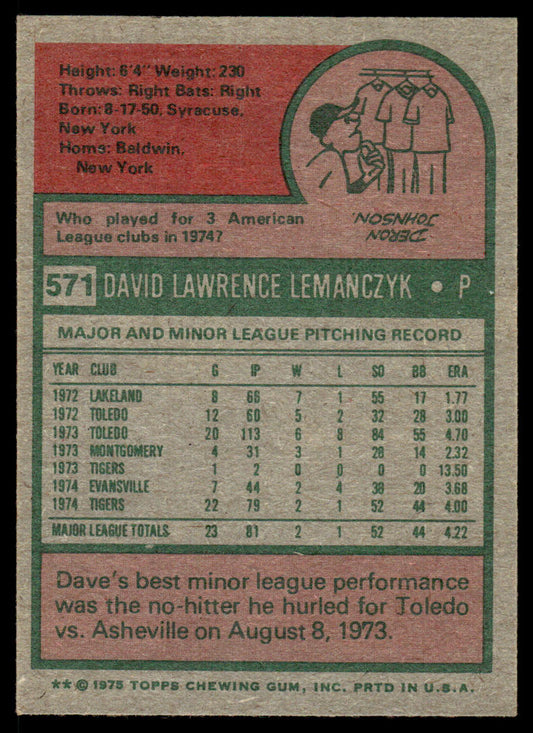 Height: 6'4" Weight: 230
Throws: Right Bats: Right
Born: 8-17-50, Syracuse,
New York
Home: Baldwin,
New York
Who played for 3 American
League clubs in 1974?
DERON
JOHNSON
571 DAVID LAWRENCE LEMANCZYK • P
MAJOR AND MINOR LEAGUE PITCHING RECORD
YEAR CLUB G IP W L SO BB ERA
1972 LAKELAND 8 66 7 1 55 17 1.77
1972 TOLEDO 12 60 5 2 32 28 3.00
1973 TOLEDO 20 113 6 8 84 55 4.70
1973 MONTGOMERY 4 31 3 1 28 14 2.32
1973 TIGERS 1 2 0 0 0 0 13.50
1974 EVANSVILLE 7 44 2 4 38 20 3.68
1974 TIGERS 22 79 2 1 52 44 4.00
MAJOR LEAGUE TOTALS 23 81 2 1 52 44 4.22
Dave's best minor league performance
was the no-hitter he hurled for Toledo
vs. Asheville on August 8, 1973.
** © 1975 TOPPS CHEWING GUM, INC. PRTD IN U.S.A.